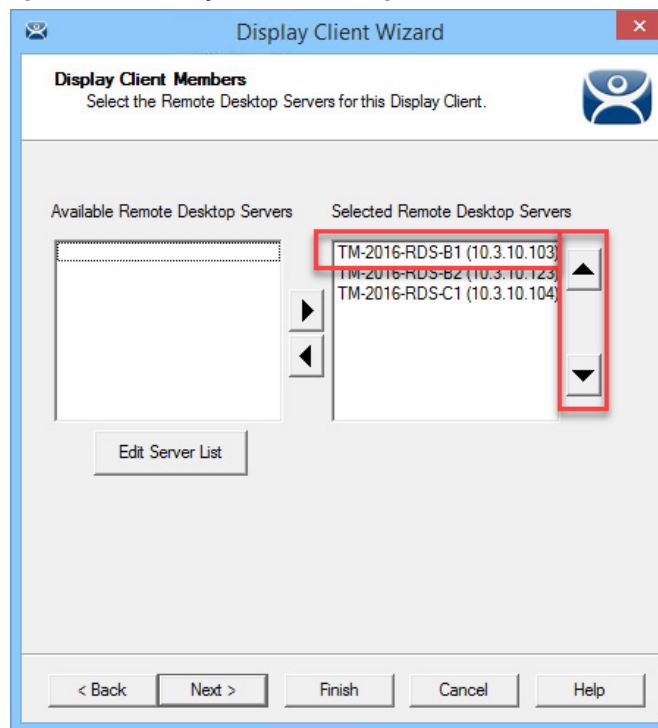 Display Client Wizard
Display Client Members
Select the Remote Desktop Servers for this Display Client.
Available Remote Desktop Servers
Selected Remote Desktop Servers
TM-2016-RDS-B1 (10.3.10.103)
TM-2016-RDS-B2 (10.3.10.123)
TM-2016-RDS-C1 (10.3.10.104)
Edit Server List
< Back
Next >
Finish
Cancel
Help